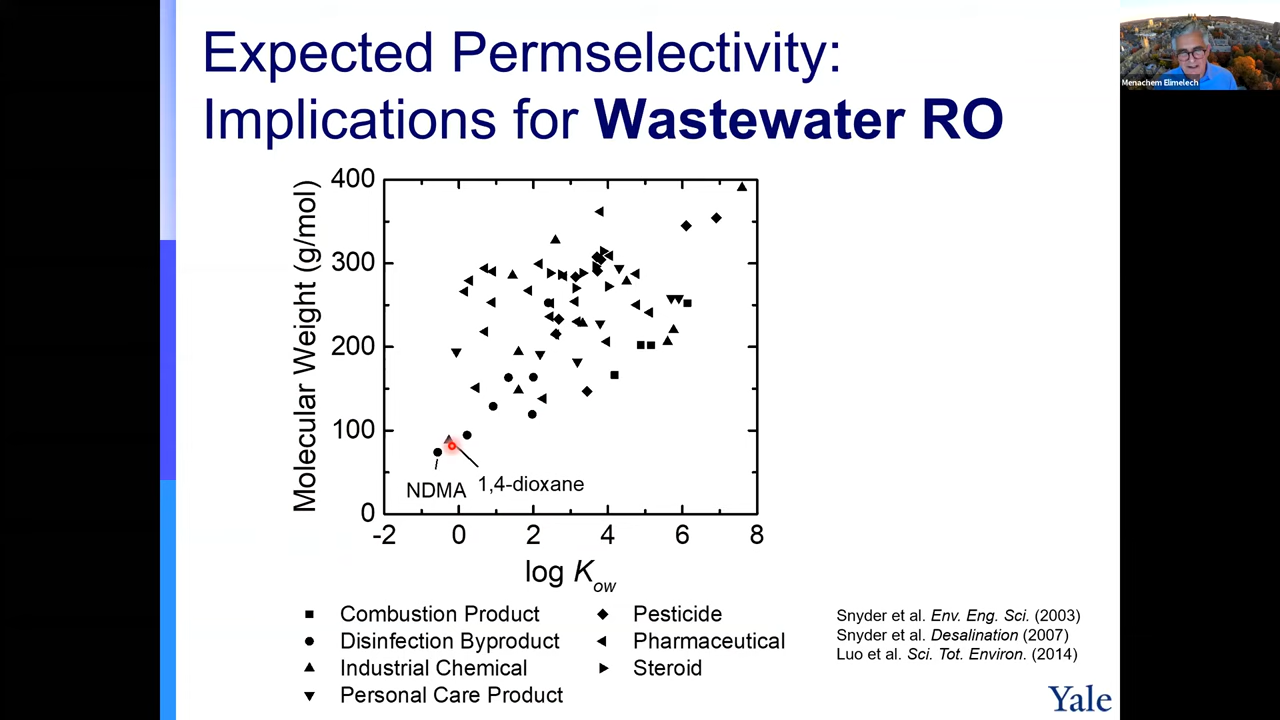 Expected Permselectivity:
Implications for Wastewater RO
Menachem Elimelech
Molecular Weight (g/mol)
400
300
200
100
0
-2 0 2 4 6 8
NDMA
1,4-dioxane
log Kow
Combustion Product
Disinfection Byproduct
Industrial Chemical
Personal Care Product
Pesticide
Pharmaceutical
Steroid
Snyder et al. Env. Eng. Sci. (2003)
Snyder et al. Desalination (2007)
Luo et al. Sci. Tot. Environ. (2014)
Yale